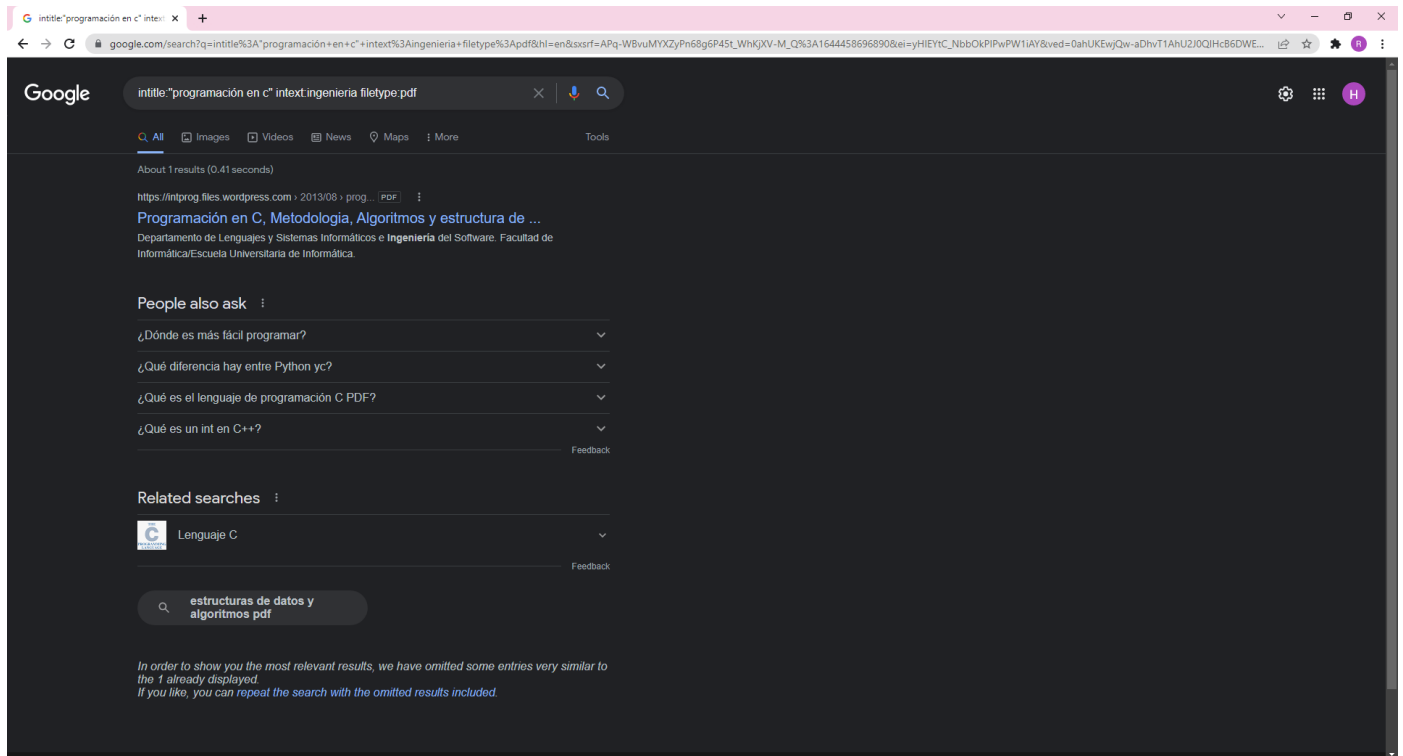 intitle:"programación en c" intext
google.com/search?q=intitle%3A"programación+en+c"+intext%3Aingenieria+filetype%3Apdf&hl=en&sxsrf=APq-WBvuMYXZyPn68g6P45t_WhKjXV-M_Q%3A1644458696890&ei=yHIEYtC_NbbOkPIPwPW1iAY&ved=0ahUKEwjQw-aDhvT1AhU2J0QIHcB6DWE...
R
Google
intitle:"programación en c" intext:ingenieria filetype:pdf
H
All Images Videos News Maps More Tools
About 1 results (0.41 seconds)
https://intprog.files.wordpress.com › 2013/08 › prog... PDF
Programación en C, Metodologia, Algoritmos y estructura de ...
Departamento de Lenguajes y Sistemas Informáticos e Ingeniería del Software. Facultad de
Informática/Escuela Universitaria de Informática.
People also ask
¿Dónde es más fácil programar?
¿Qué diferencia hay entre Python yc?
¿Qué es el lenguaje de programación C PDF?
¿Qué es un int en C++?
Feedback
Related searches
C
Lenguaje C
Feedback
estructuras de datos y
algoritmos pdf
In order to show you the most relevant results, we have omitted some entries very similar to
the 1 already displayed.
If you like, you can repeat the search with the omitted results included.